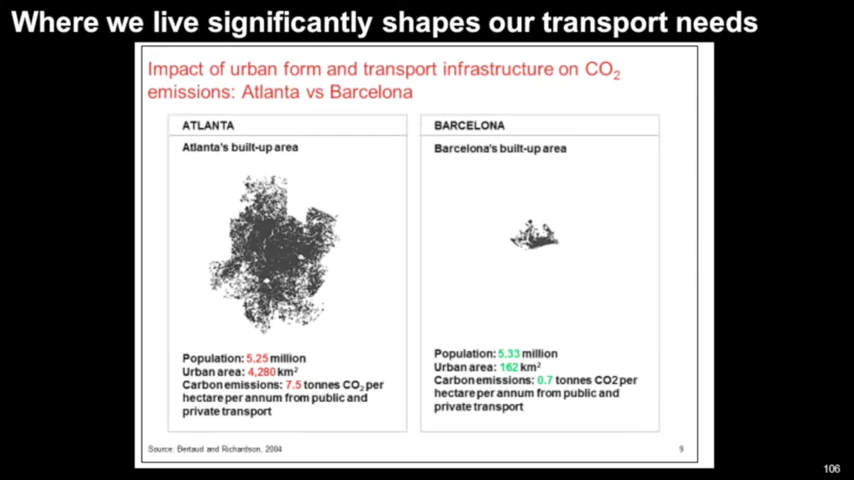 Where we live significantly shapes our transport needs
Impact of urban form and transport infrastructure on CO₂
emissions: Atlanta vs Barcelona
ATLANTA
Atlanta's built-up area
Population: 5.25 million
Urban area: 4,280 km²
Carbon emissions: 7.5 tonnes CO₂ per
hectare per annum from public and
private transport
BARCELONA
Barcelona's built-up area
Population: 5.33 million
Urban area: 162 km²
Carbon emissions: 0.7 tonnes CO2 per
hectare per annum from public and
private transport
Source: Bertaud and Richardson, 2004
9
106